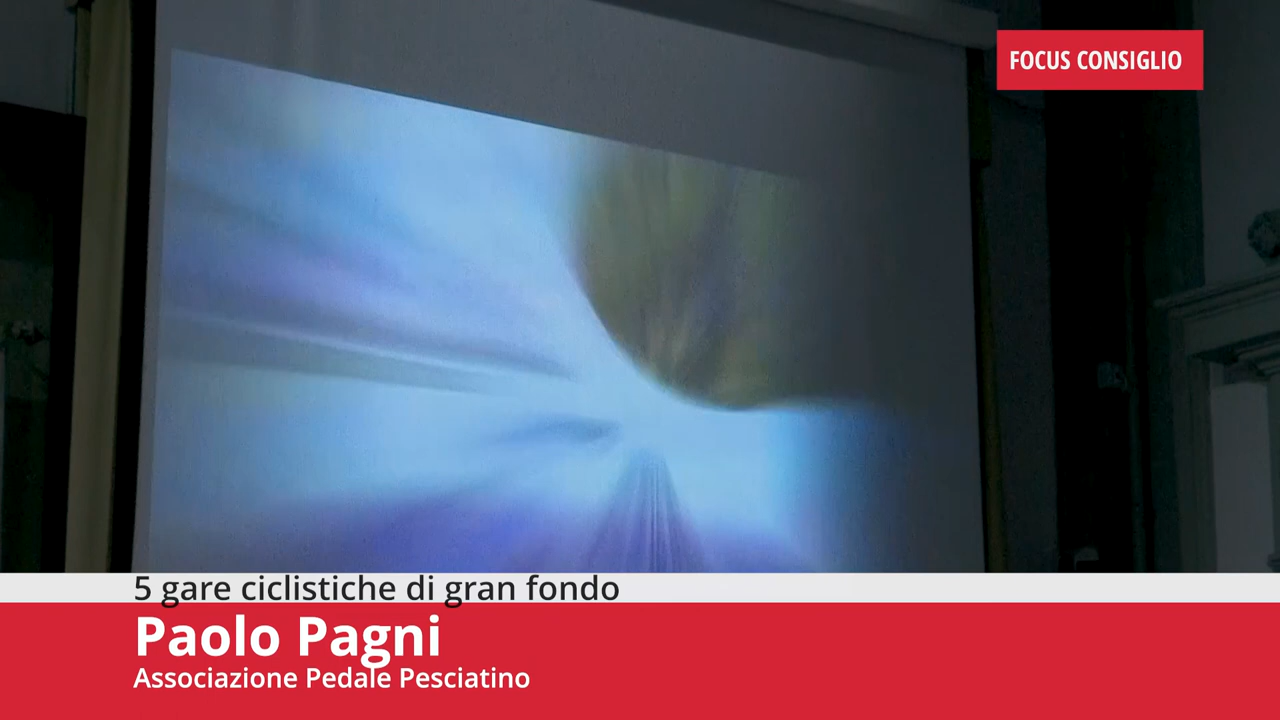 FOCUS CONSIGLIO
5 gare ciclistiche di gran fondo
Paolo Pagni
Associazione Pedale Pesciatino